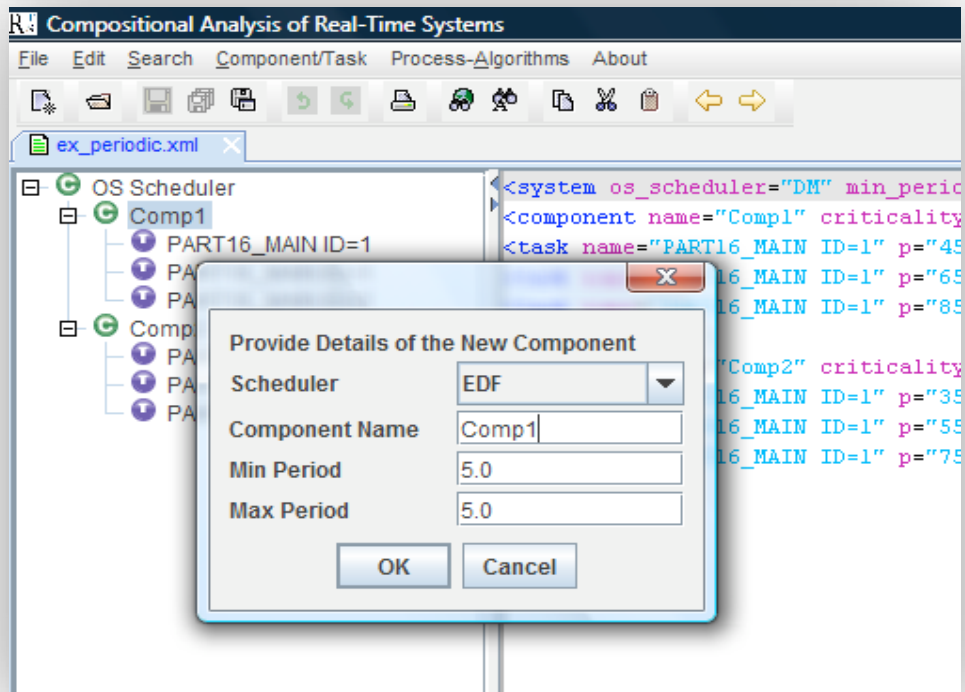 Compositional Analysis of Real-Time Systems
File Edit Search Component/Task Process-Algorithms About
ex_periodic.xml
OS Scheduler
Comp1
PART16_MAIN ID=1
PA
PA
Comp
PA
PA
PA
<system os_scheduler="DM" min_perio
<component name="Comp1" criticality
<task name="PART16_MAIN ID=1" p="45
16_MAIN ID=1" p="65
16_MAIN ID=1" p="85
"Comp2" criticality
16_MAIN ID=1" p="35
16_MAIN ID=1" p="55
16_MAIN ID=1" p="75
Provide Details of the New Component
Scheduler EDF
Component Name Comp1
Min Period 5.0
Max Period 5.0
OK Cancel